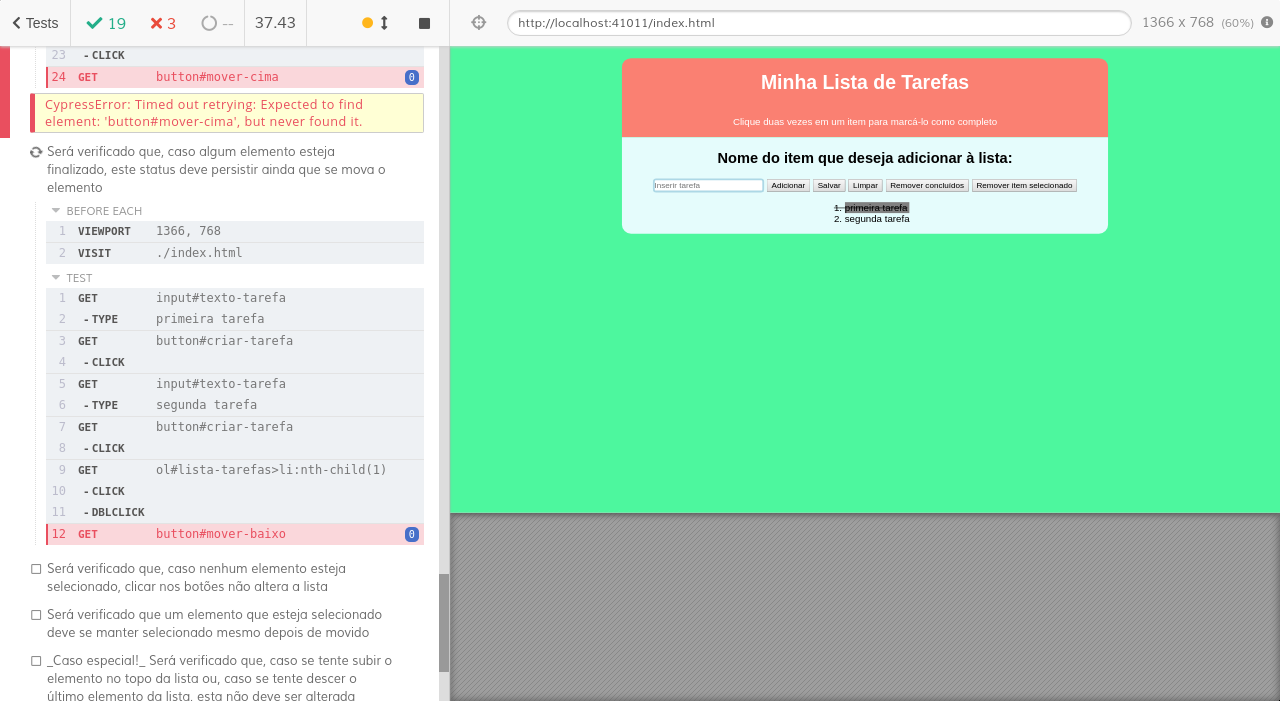 Tests 19 3 -- 37.43
23 - CLICK
24 GET button#mover-cima 0
CypressError: Timed out retrying: Expected to find
element: 'button#mover-cima', but never found it.
Será verificado que, caso algum elemento esteja
finalizado, este status deve persistir ainda que se mova o
elemento
BEFORE EACH
1 VIEWPORT 1366, 768
2 VISIT ./index.html
TEST
1 GET input#texto-tarefa
2 - TYPE primeira tarefa
3 GET button#criar-tarefa
4 - CLICK
5 GET input#texto-tarefa
6 - TYPE segunda tarefa
7 GET button#criar-tarefa
8 - CLICK
9 GET ol#lista-tarefas>li:nth-child(1)
10 - CLICK
11 - DBLCLICK
12 GET button#mover-baixo 0
Será verificado que, caso nenhum elemento esteja
selecionado, clicar nos botões não altera a lista
Será verificado que um elemento que esteja selecionado
deve se manter selecionado mesmo depois de movido
_Caso especial!_ Será verificado que, caso se tente subir o
elemento no topo da lista ou, caso se tente descer o
último elemento da lista, esta não deve ser alterada
http://localhost:41011/index.html 1366 x 768 (60%)
Minha Lista de Tarefas
Clique duas vezes em um item para marcá-lo como completo
Nome do item que deseja adicionar à lista:
Inserir tarefa Adicionar Salvar Limpar Remover concluídos Remover item selecionado
1. primeira tarefa
2. segunda tarefa